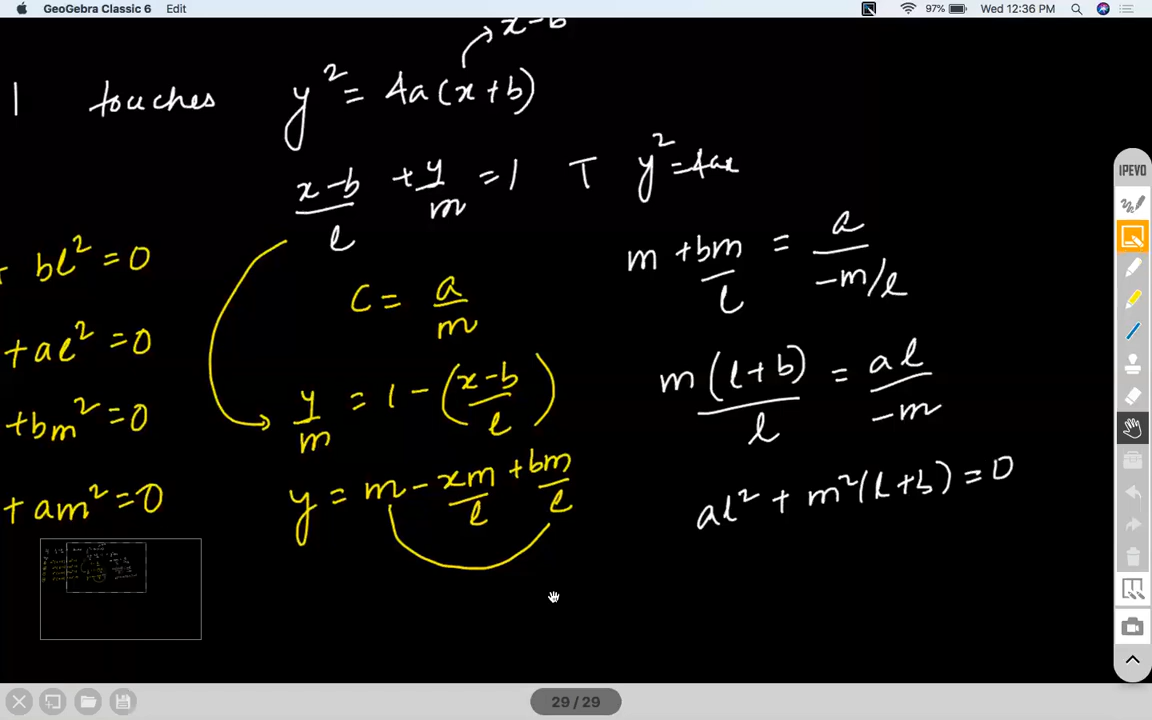 GeoGebra Classic 6 Edit 97% Wed 12:36 PM
x-b
1 touches y² = 4a(x+b)
(x-b)/l + y/m = 1 T y² = 4ax
+ bl² = 0
+ al² = 0
+ bm² = 0
+ am² = 0
C = a/m
y/m = 1 - ((x-b)/l)
y = m - xm/l + bm/l
m + bm/l = a/(-m/l)
m(l+b)/l = al/-m
al² + m²(l+b) = 0
IPEVO
29 / 29